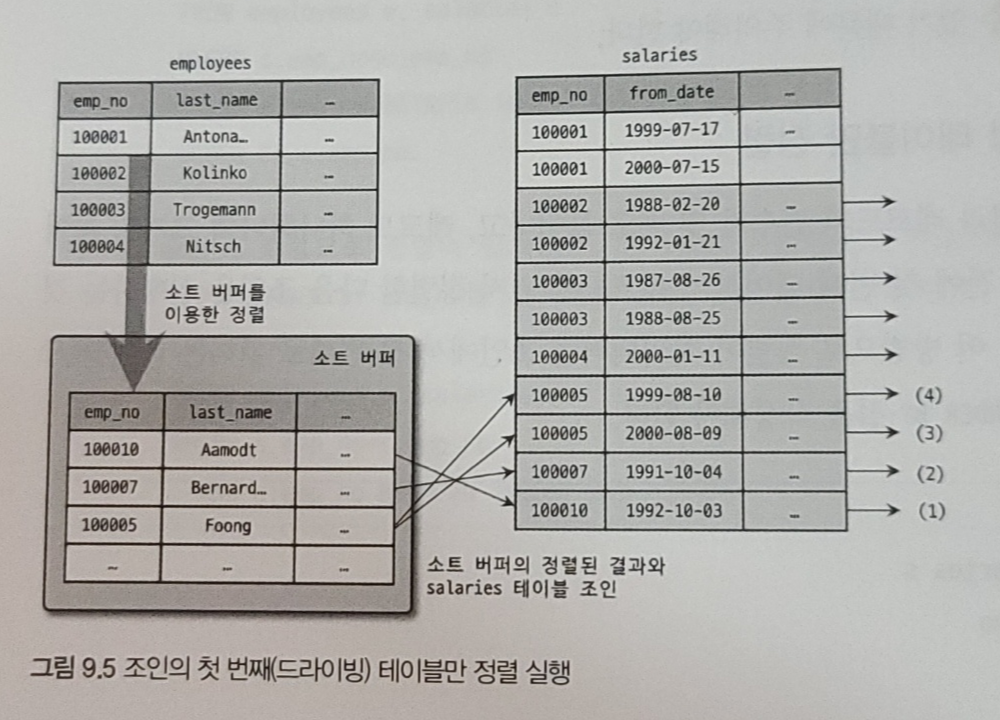 employees
emp_no last_name …
100001 Antona… …
100002 Kolinko …
100003 Trogemann …
100004 Nitsch …
소트 버퍼를
이용한 정렬
소트 버퍼
emp_no last_name …
100010 Aamodt …
100007 Bernard… …
100005 Foong …
… … …
salaries
emp_no from_date …
100001 1999-07-17 …
100001 2000-07-15
100002 1988-02-20 …
100002 1992-01-21 …
100003 1987-08-26 …
100003 1988-08-25 …
100004 2000-01-11 …
100005 1999-08-10 … (4)
100005 2000-08-09 … (3)
100007 1991-10-04 … (2)
100010 1992-10-03 … (1)
소트 버퍼의 정렬된 결과와
salaries 테이블 조인
그림 9.5 조인의 첫 번째(드라이빙) 테이블만 정렬 실행